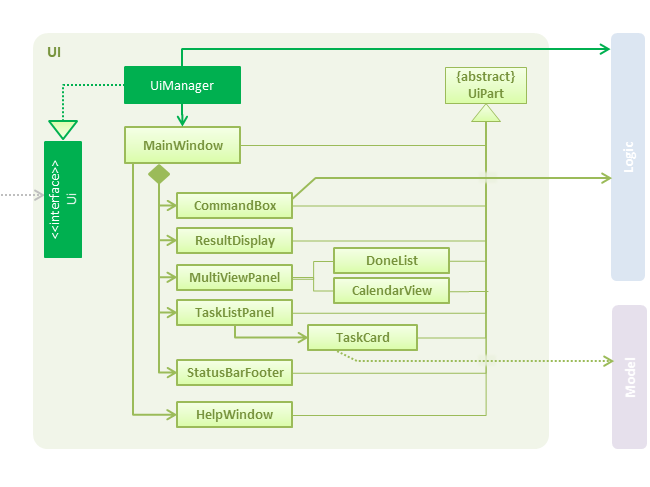 UI
{abstract}
UiPart
UiManager
MainWindow
<<interface>>
Ui
Logic
CommandBox
ResultDisplay
DoneList
MultiViewPanel
CalendarView
TaskListPanel
TaskCard
StatusBarFooter
Model
HelpWindow